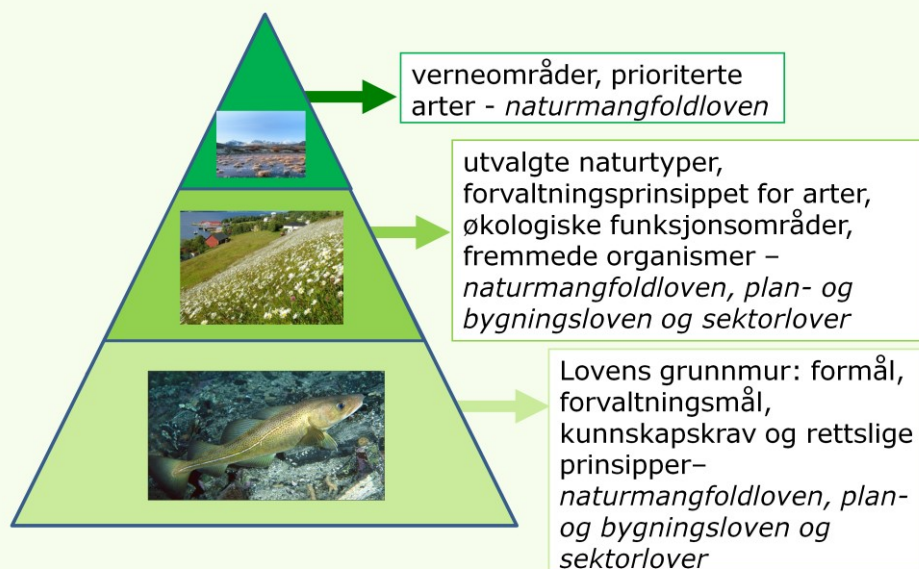 verneområder, prioriterte
arter - naturmangfoldloven
utvalgte naturtyper,
forvaltningsprinsippet for arter,
økologiske funksjonsområder,
fremmede organismer –
naturmangfoldloven, plan- og
bygningsloven og sektorlover
Lovens grunnmur: formål,
forvaltningsmål,
kunnskapskrav og rettslige
prinsipper–
naturmangfoldloven, plan-
og bygningsloven og
sektorlover